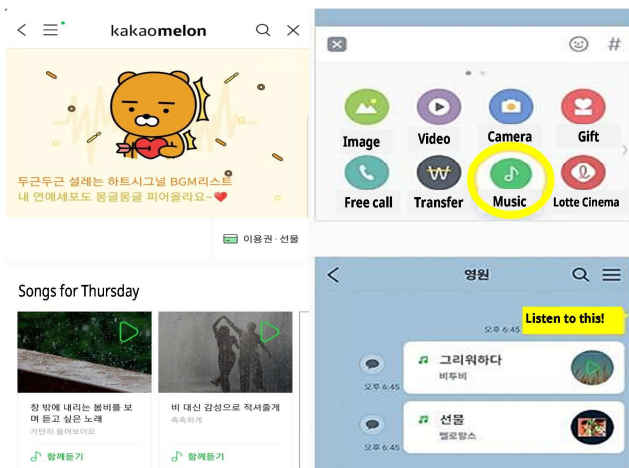 kakaomelon
두근두근 설레는 하트시그널 BGM리스트
내 연애세포도 몽글몽글 피어올라요~❤
이용권 · 선물
Songs for Thursday
창 밖에 내리는 봄비를 보
며 듣고 싶은 노래
가만히 들어보아요
함께듣기
비 대신 감성으로 적셔줄게
촉촉하게
함께듣기
#
Image
Video
Camera
Gift
Free call
Transfer
Music
Lotte Cinema
영원
Listen to this!
오후 6:45
그리워하다
비투비
오후 6:45
선물
멜로망스
오후 6:45